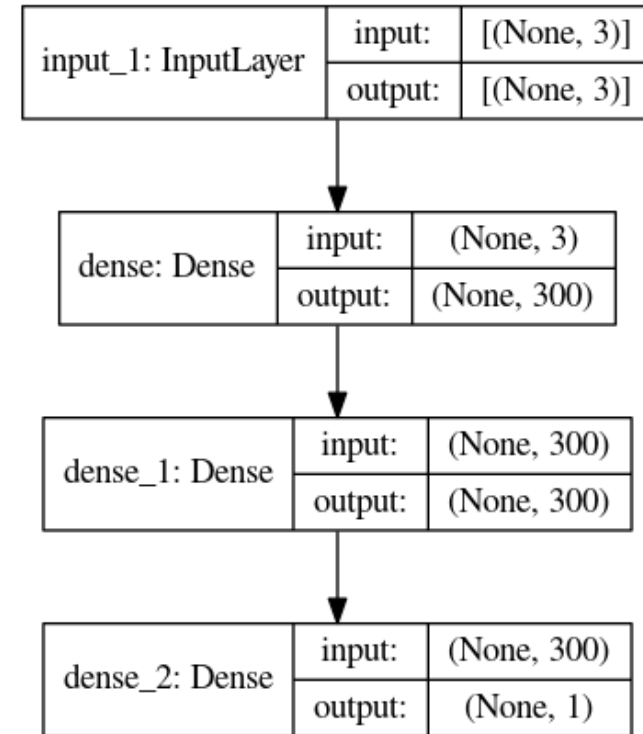 input_1: InputLayer input: [(None, 3)]
output: [(None, 3)]
dense: Dense input: (None, 3)
output: (None, 300)
dense_1: Dense input: (None, 300)
output: (None, 300)
dense_2: Dense input: (None, 300)
output: (None, 1)